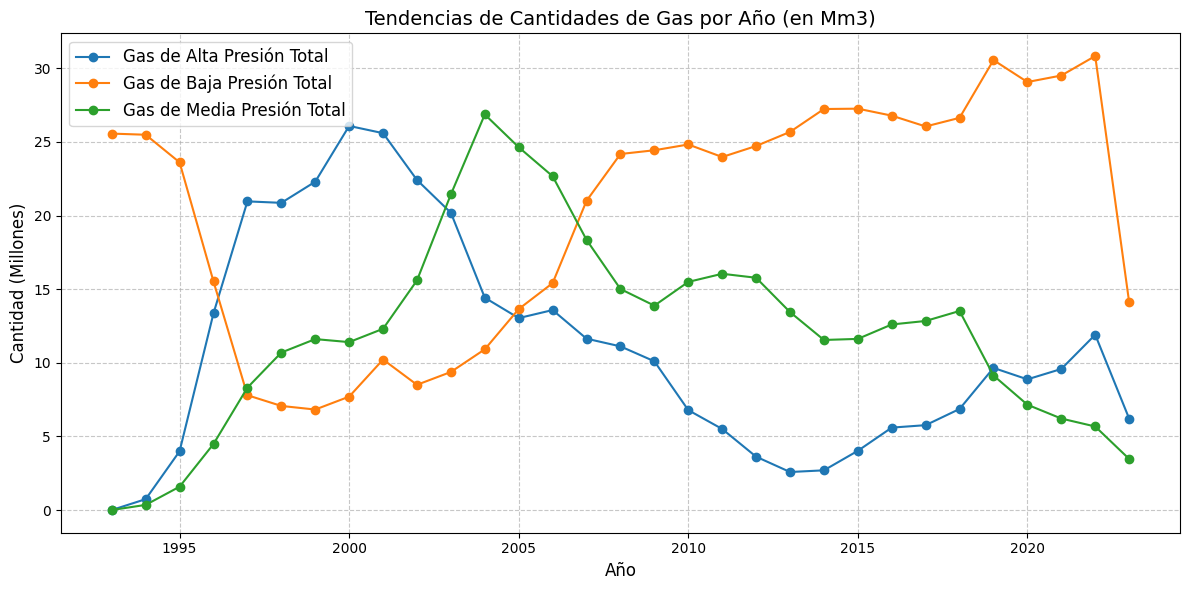 Tendencias de Cantidades de Gas por Año (en Mm3)
Gas de Alta Presión Total
Gas de Baja Presión Total
Gas de Media Presión Total
Cantidad (Millones)
30
25
20
15
10
5
0
1995 2000 2005 2010 2015 2020
Año